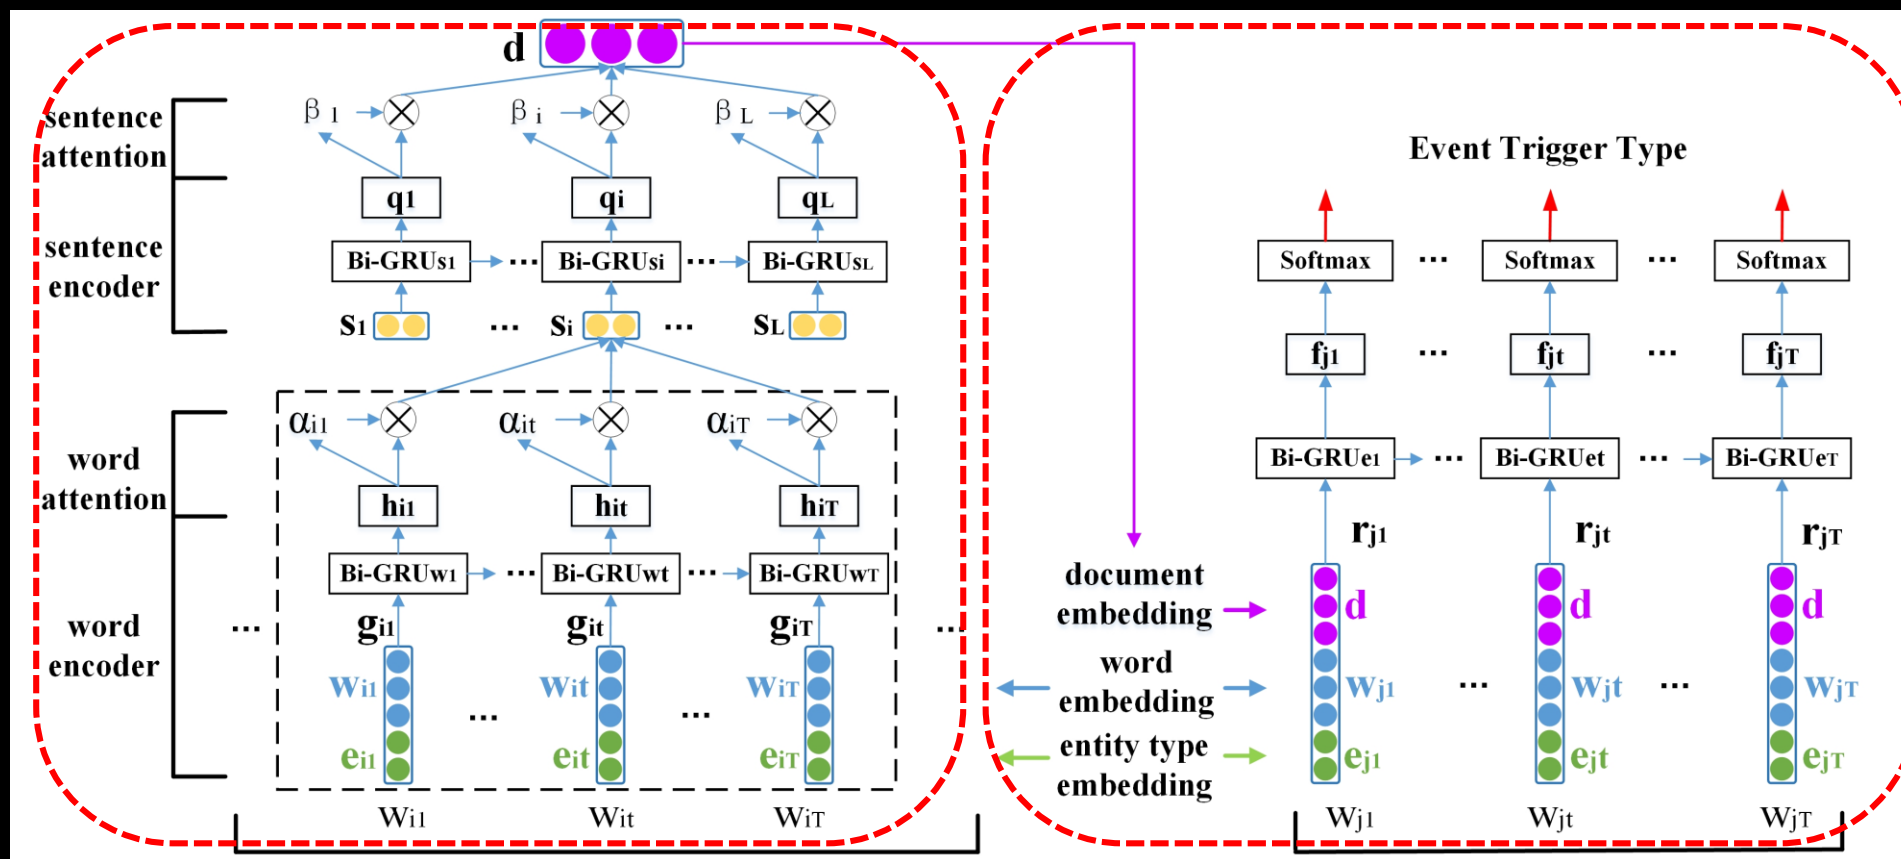 d
sentence
attention
β1 βi βL
q1 qi qL
sentence
encoder
Bi-GRUs1 ... Bi-GRUsi ... Bi-GRUsL
s1 ... si ... sL
word
attention
αi1 αit αiT
hi1 hit hiT
word
encoder
Bi-GRUw1 ... Bi-GRUwt ... Bi-GRUwT
... gi1 git giT ...
wi1 wit wiT
... ...
ei1 eit eiT
Wi1 Wit WiT
document
embedding
word
embedding
entity type
embedding
Event Trigger Type
Softmax ... Softmax ... Softmax
fj1 ... fjt ... fjT
Bi-GRUe1 ... Bi-GRUet ... Bi-GRUeT
rj1 rjt rjT
d d d
wj1 ... wjt ... wjT
ej1 ejt ejT
Wj1 Wjt WjT